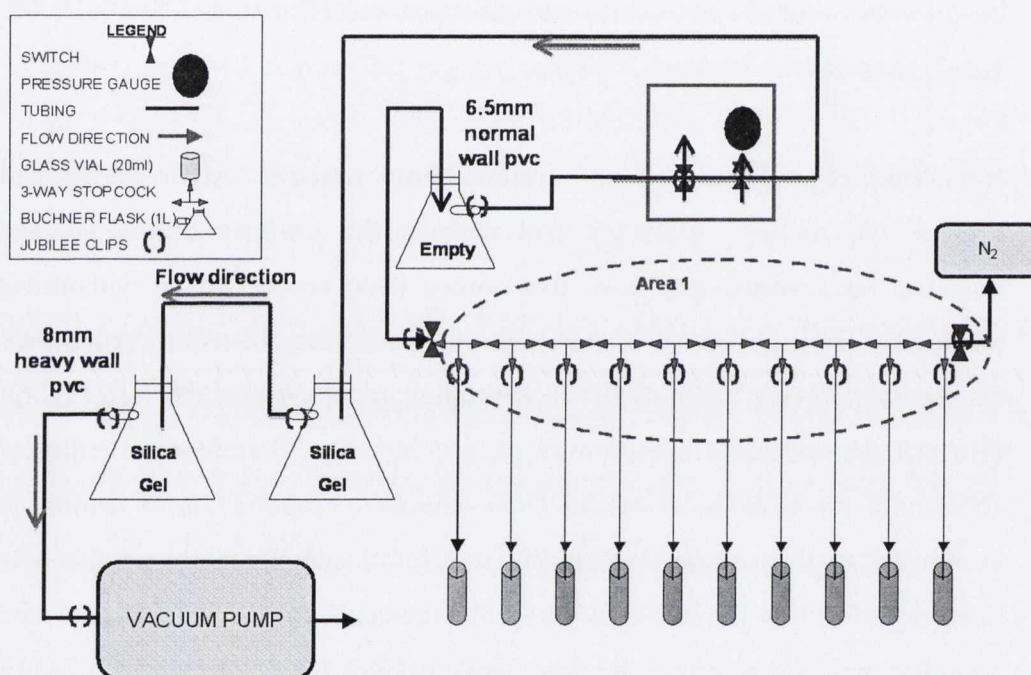 LEGEND
SWITCH
PRESSURE GAUGE
TUBING
FLOW DIRECTION
GLASS VIAL (20ml)
3-WAY STOPCOCK
BUCHNER FLASK (1L)
JUBILEE CLIPS
6.5mm
normal
wall pvc
Empty
N2
Area 1
Flow direction
8mm
heavy wall
pvc
Silica
Gel
Silica
Gel
VACUUM PUMP